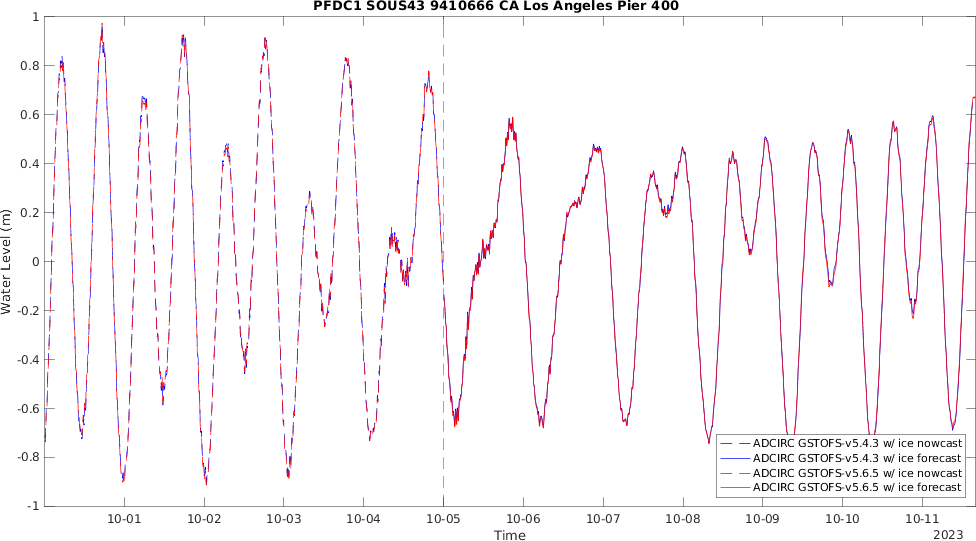 PFDC1 SOUS43 9410666 CA Los Angeles Pier 400
1
0.8
0.6
0.4
0.2
0
-0.2
-0.4
-0.6
-0.8
-1
Water Level (m)
10-01 10-02 10-03 10-04 10-05 10-06 10-07 10-08 10-09 10-10 10-11
Time
2023
ADCIRC GSTOFS-v5.4.3 w/ ice nowcast
ADCIRC GSTOFS-v5.4.3 w/ ice forecast
ADCIRC GSTOFS-v5.6.5 w/ ice nowcast
ADCIRC GSTOFS-v5.6.5 w/ ice forecast